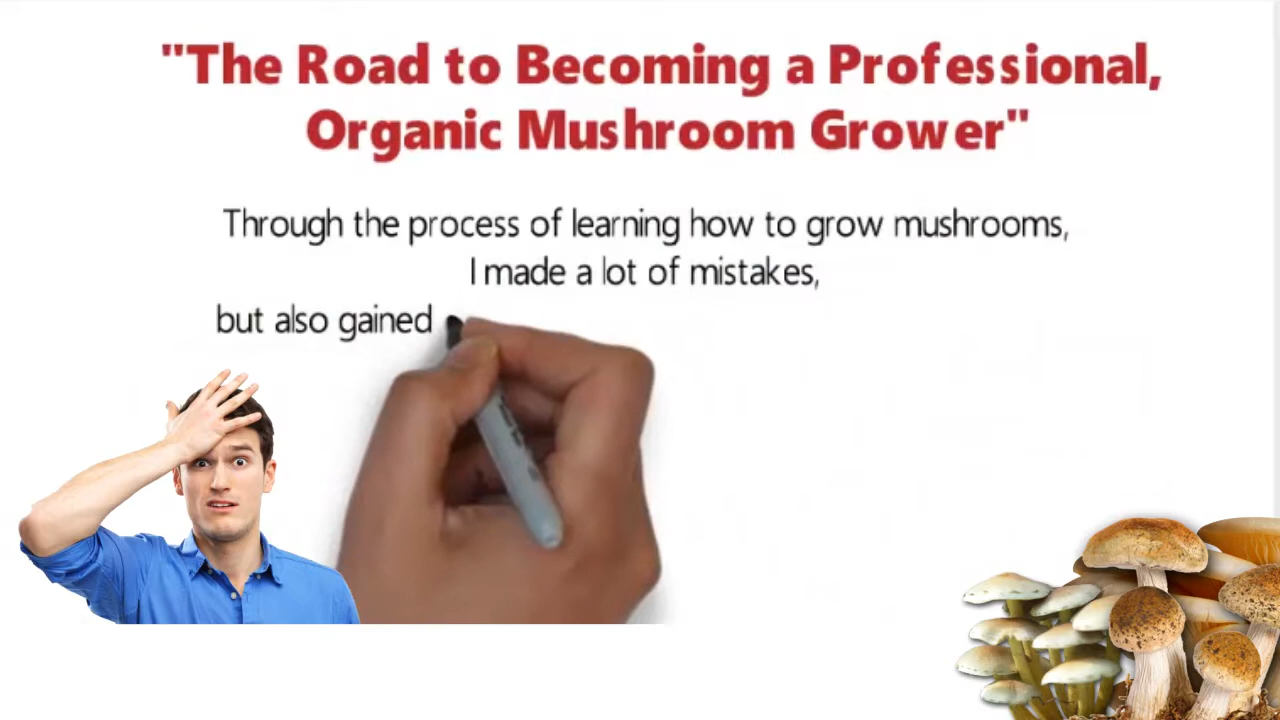 "The Road to Becoming a Professional,
Organic Mushroom Grower"
Through the process of learning how to grow mushrooms,
I made a lot of mistakes,
but also gained